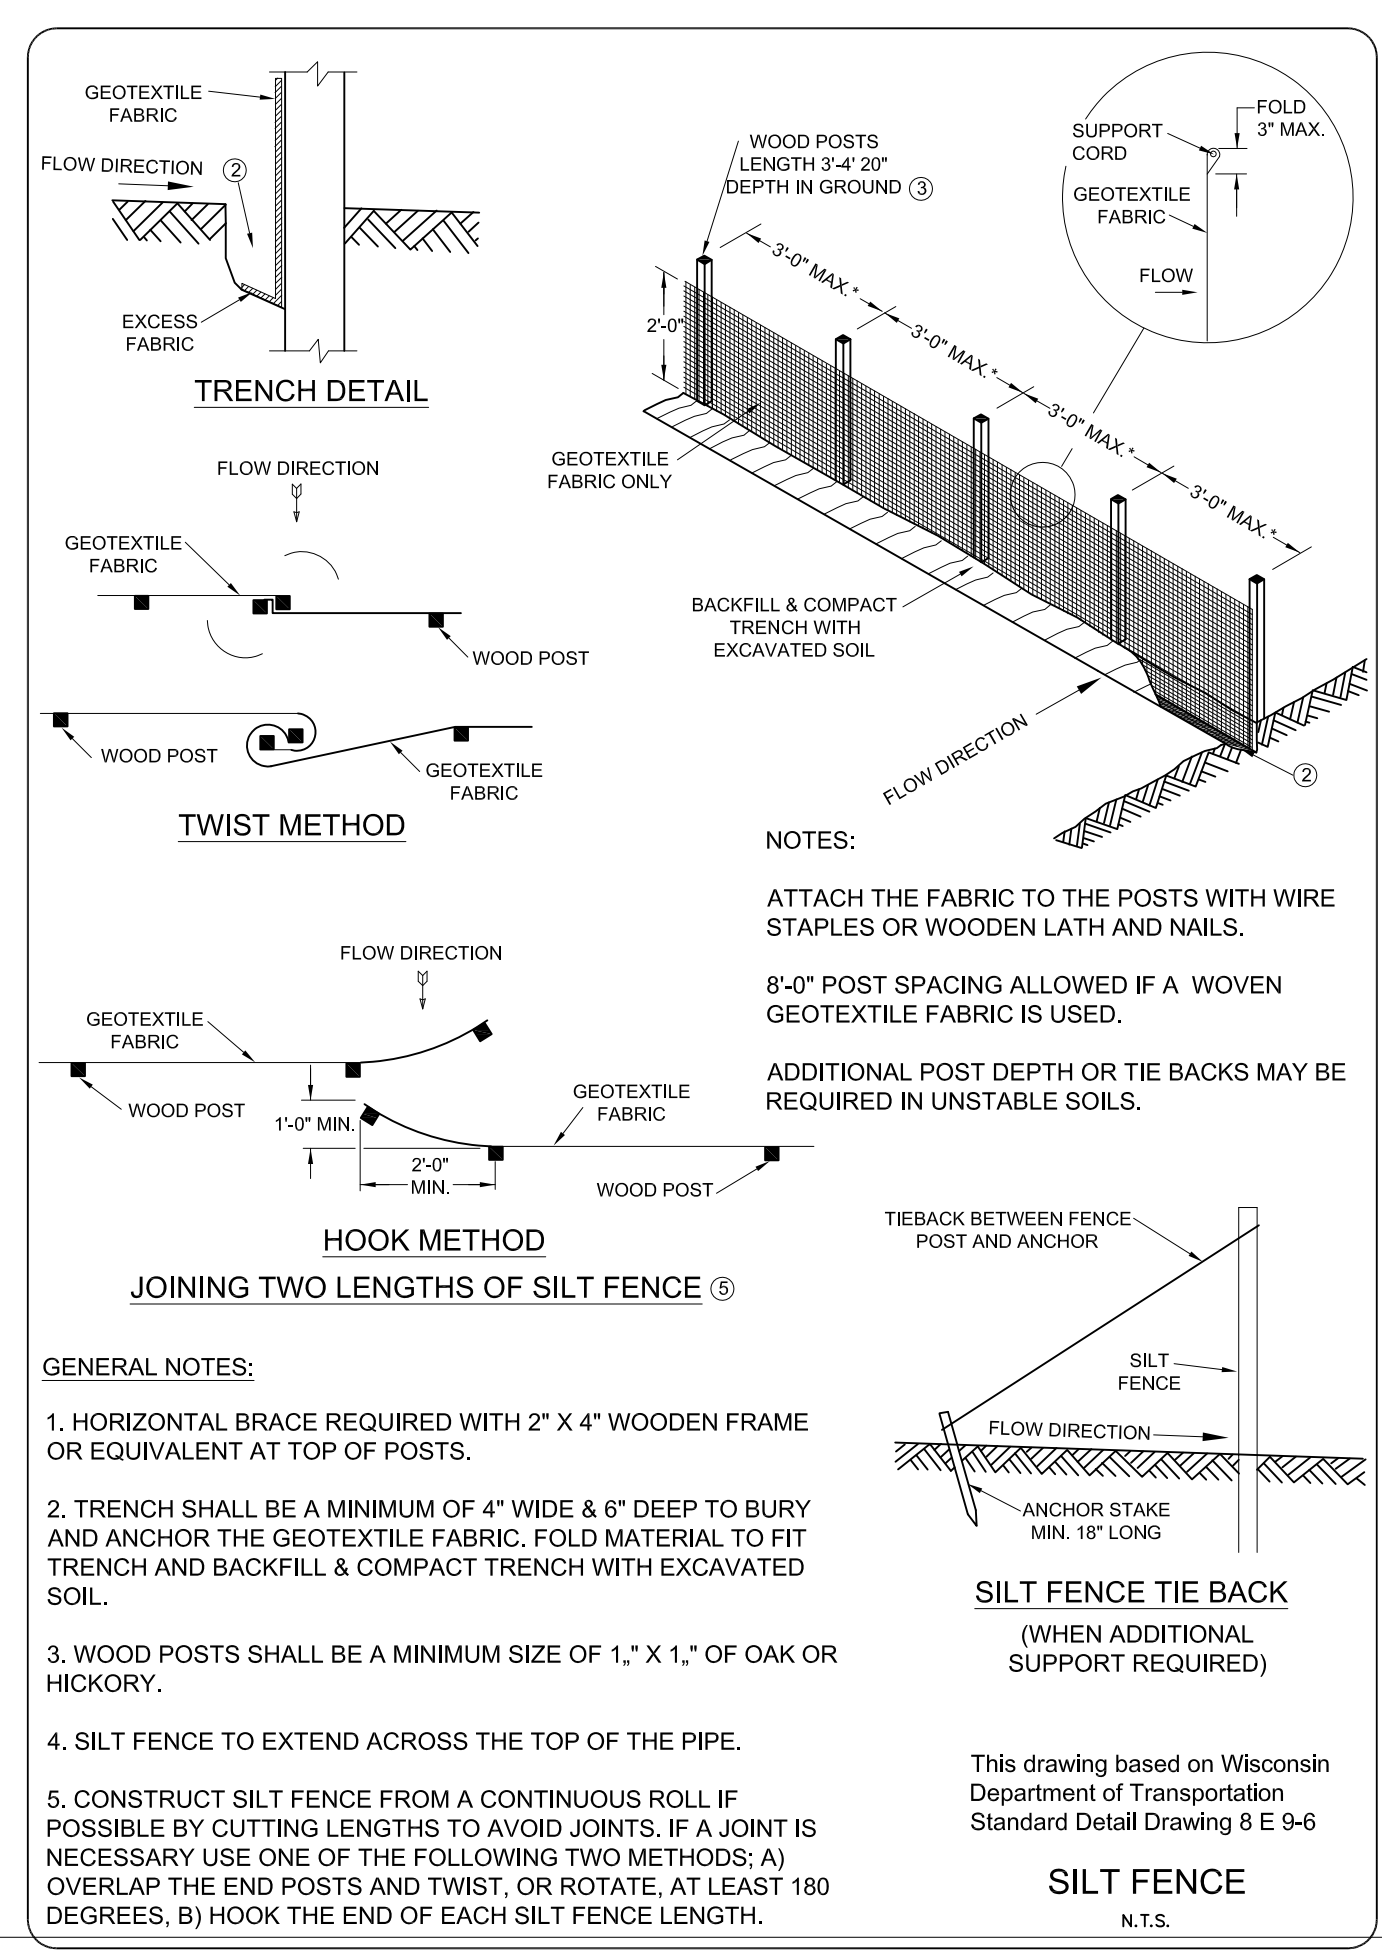 GEOTEXTILE
FABRIC
FLOW DIRECTION
2
EXCESS
FABRIC
TRENCH DETAIL
WOOD POSTS
LENGTH 3'-4' 20"
DEPTH IN GROUND 3
3'-0" MAX. *
3'-0" MAX. *
3'-0" MAX. *
3'-0" MAX. *
2'-0"
GEOTEXTILE
FABRIC ONLY
BACKFILL & COMPACT
TRENCH WITH
EXCAVATED SOIL
FLOW DIRECTION
2
SUPPORT
CORD
FOLD
3" MAX.
GEOTEXTILE
FABRIC
FLOW
FLOW DIRECTION
GEOTEXTILE
FABRIC
WOOD POST
WOOD POST
GEOTEXTILE
FABRIC
TWIST METHOD
FLOW DIRECTION
GEOTEXTILE
FABRIC
WOOD POST
1'-0" MIN.
2'-0"
MIN.
GEOTEXTILE
FABRIC
WOOD POST
HOOK METHOD
JOINING TWO LENGTHS OF SILT FENCE 5
NOTES:
ATTACH THE FABRIC TO THE POSTS WITH WIRE
STAPLES OR WOODEN LATH AND NAILS.
8'-0" POST SPACING ALLOWED IF A WOVEN
GEOTEXTILE FABRIC IS USED.
ADDITIONAL POST DEPTH OR TIE BACKS MAY BE
REQUIRED IN UNSTABLE SOILS.
TIEBACK BETWEEN FENCE
POST AND ANCHOR
SILT
FENCE
FLOW DIRECTION
ANCHOR STAKE
MIN. 18" LONG
SILT FENCE TIE BACK
(WHEN ADDITIONAL
SUPPORT REQUIRED)
GENERAL NOTES:
1. HORIZONTAL BRACE REQUIRED WITH 2" X 4" WOODEN FRAME
OR EQUIVALENT AT TOP OF POSTS.
2. TRENCH SHALL BE A MINIMUM OF 4" WIDE & 6" DEEP TO BURY
AND ANCHOR THE GEOTEXTILE FABRIC. FOLD MATERIAL TO FIT
TRENCH AND BACKFILL & COMPACT TRENCH WITH EXCAVATED
SOIL.
3. WOOD POSTS SHALL BE A MINIMUM SIZE OF 1„" X 1„" OF OAK OR
HICKORY.
4. SILT FENCE TO EXTEND ACROSS THE TOP OF THE PIPE.
5. CONSTRUCT SILT FENCE FROM A CONTINUOUS ROLL IF
POSSIBLE BY CUTTING LENGTHS TO AVOID JOINTS. IF A JOINT IS
NECESSARY USE ONE OF THE FOLLOWING TWO METHODS; A)
OVERLAP THE END POSTS AND TWIST, OR ROTATE, AT LEAST 180
DEGREES, B) HOOK THE END OF EACH SILT FENCE LENGTH.
This drawing based on Wisconsin
Department of Transportation
Standard Detail Drawing 8 E 9-6
SILT FENCE
N.T.S.